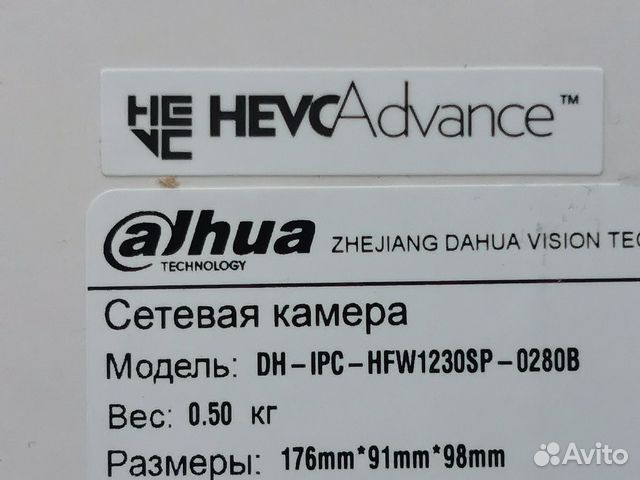 HEVC HEVCAdvance™
alhua
TECHNOLOGY
ZHEJIANG DAHUA VISION TEC
Сетевая камера
Модель: DH-IPC-HFW1230SP-0280B
Вес: 0.50 кг
Размеры: 176mm*91mm*98mm
Avito